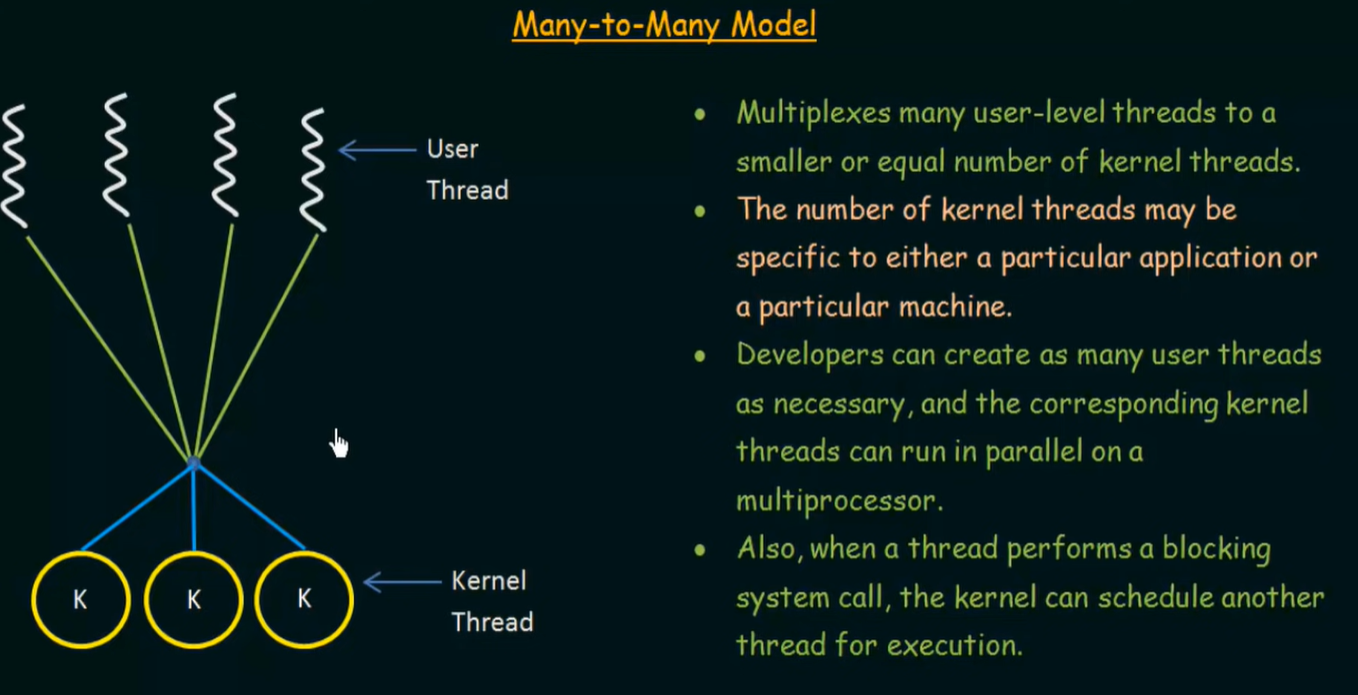 Many-to-Many Model
User
Thread
K
K
K
Kernel
Thread
• Multiplexes many user-level threads to a
smaller or equal number of kernel threads.
• The number of kernel threads may be
specific to either a particular application or
a particular machine.
• Developers can create as many user threads
as necessary, and the corresponding kernel
threads can run in parallel on a
multiprocessor.
• Also, when a thread performs a blocking
system call, the kernel can schedule another
thread for execution.